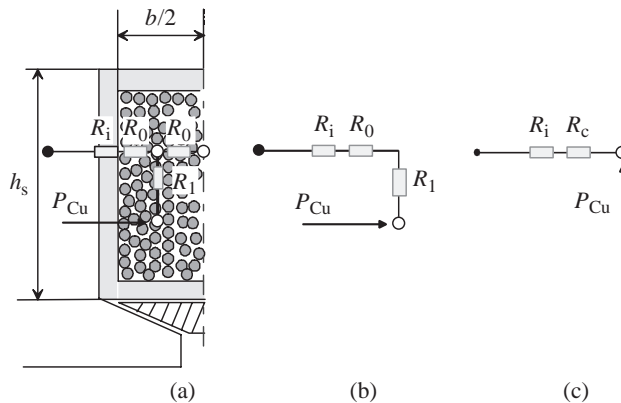 b/2
R_i R_0 R_0
h_s
R_1
P_Cu
(a)
R_i R_0
R_1
P_Cu
(b)
R_i R_c
P_Cu
(c)